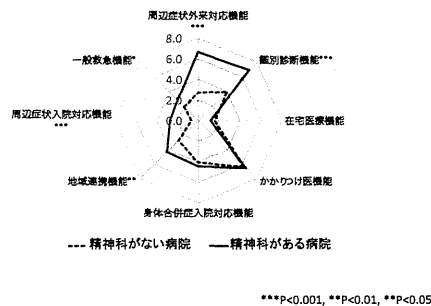 周辺症状外来対応機能
***
8.0
6.0
4.0
2.0
0.0
鑑別診断機能***
在宅医療機能
かかりつけ医機能
身体合併症入院対応機能
地域連携機能**
周辺症状入院対応機能
***
一般救急機能*
精神科がない病院
精神科がある病院
***P<0.001, **P<0.01, **P<0.05